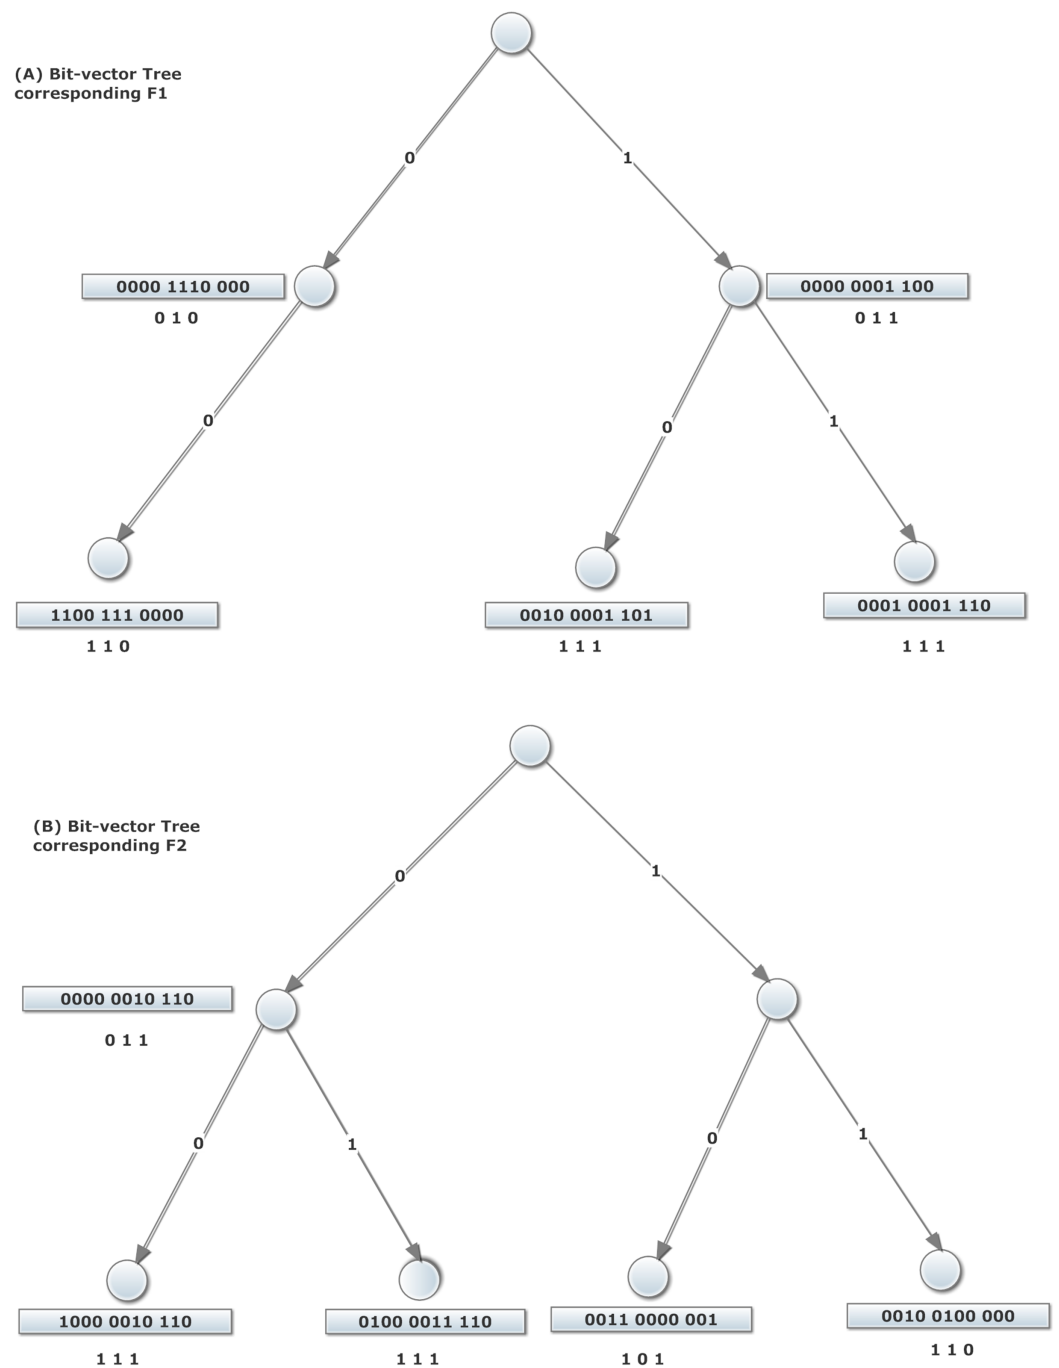 (A) Bit-vector Tree
corresponding F1
0
1
0000 1110 000
0000 0001 100
0 1 0
0 1 1
0
0
1
1100 111 0000
0010 0001 101
0001 0001 110
1 1 0
1 1 1
1 1 1
(B) Bit-vector Tree
corresponding F2
0
1
0000 0010 110
0 1 1
0
1
0
1
1000 0010 110
0100 0011 110
0011 0000 001
0010 0100 000
1 1 1
1 1 1
1 0 1
1 1 0